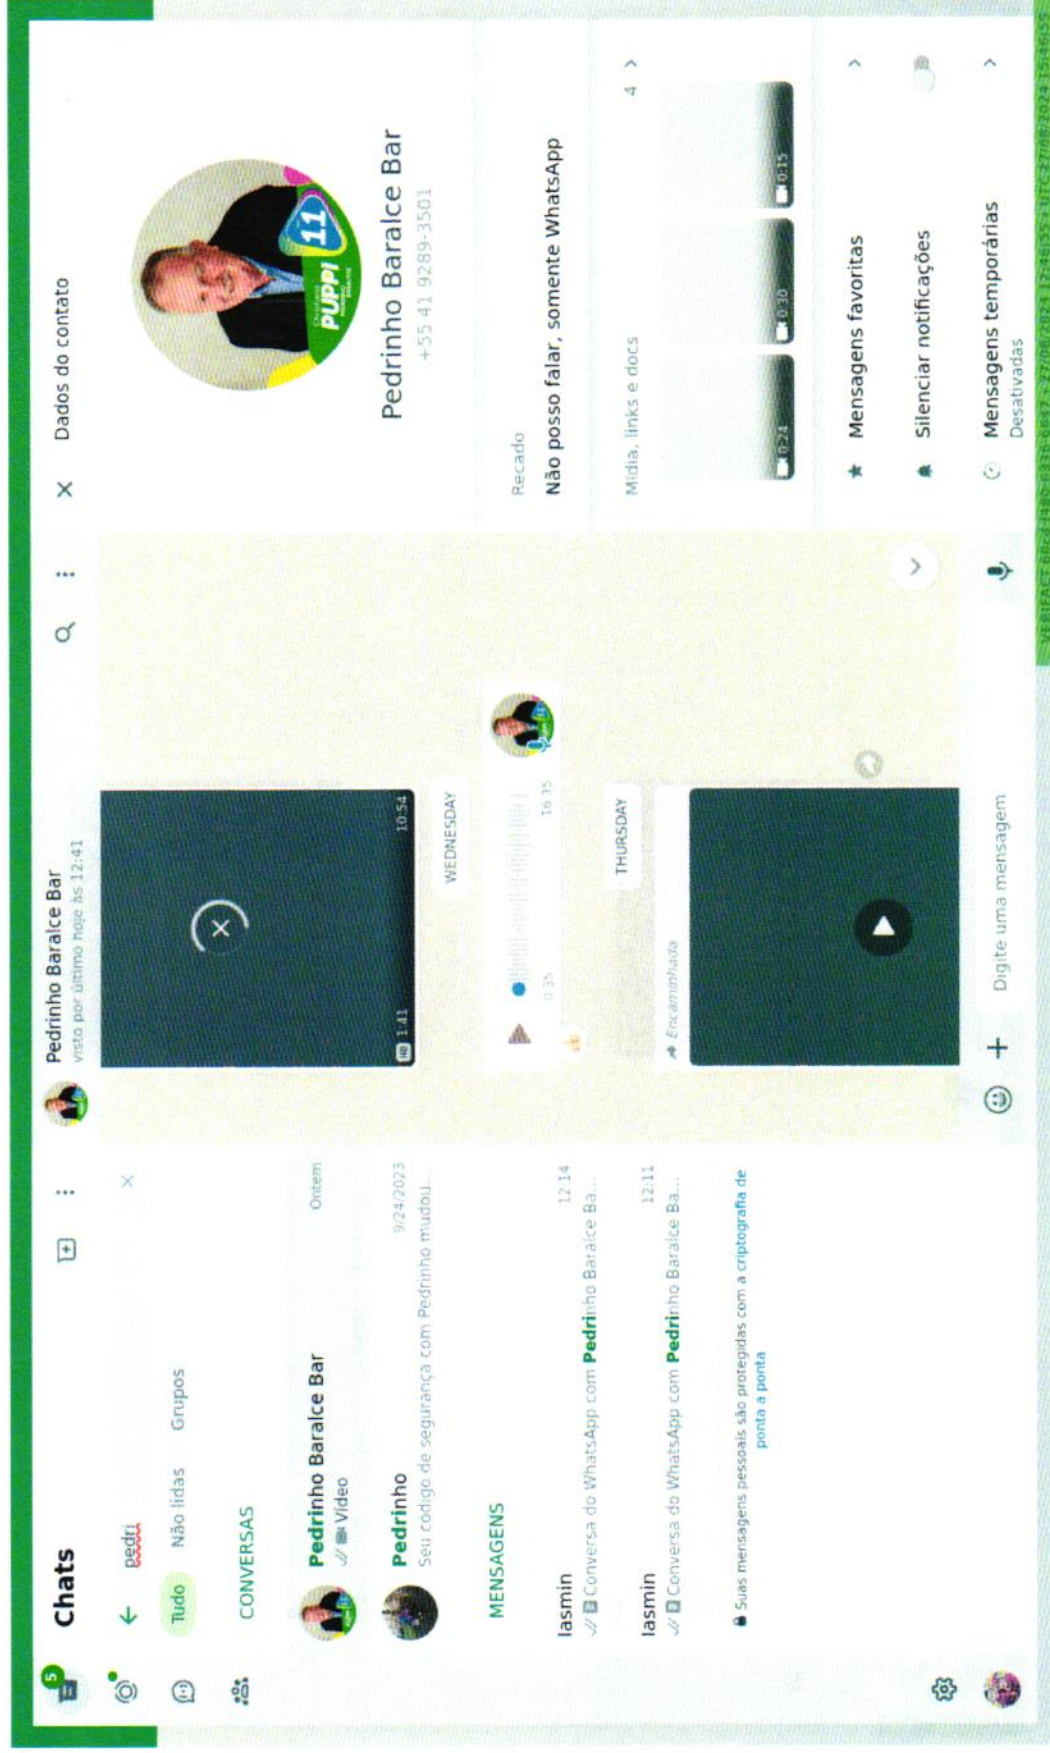 5
Chats
pedri
Tudo
Não lidas
Grupos
CONVERSAS
Pedrinho Baralce Bar
Ontem
Vídeo
Pedrinho
9/24/2023
Seu código de segurança com Pedrinho mudou...
MENSAGENS
Iasmin
12:14
Conversa do WhatsApp com Pedrinho Baralce Ba...
Iasmin
12:11
Conversa do WhatsApp com Pedrinho Baralce Ba...
Suas mensagens pessoais são protegidas com a criptografia de
ponta a ponta
Pedrinho Baralce Bar
visto por último hoje às 12:41
HD 1:41
10:54
WEDNESDAY
0:35
16:35
THURSDAY
Encaminhada
Digite uma mensagem
Dados do contato
PUPPI
11
Pedrinho Baralce Bar
+55 41 9289-3501
Recado
Não posso falar, somente WhatsApp
Mídia, links e docs
4
0:24
0:30
0:15
Mensagens favoritas
Silenciar notificações
Mensagens temporárias
Desativadas